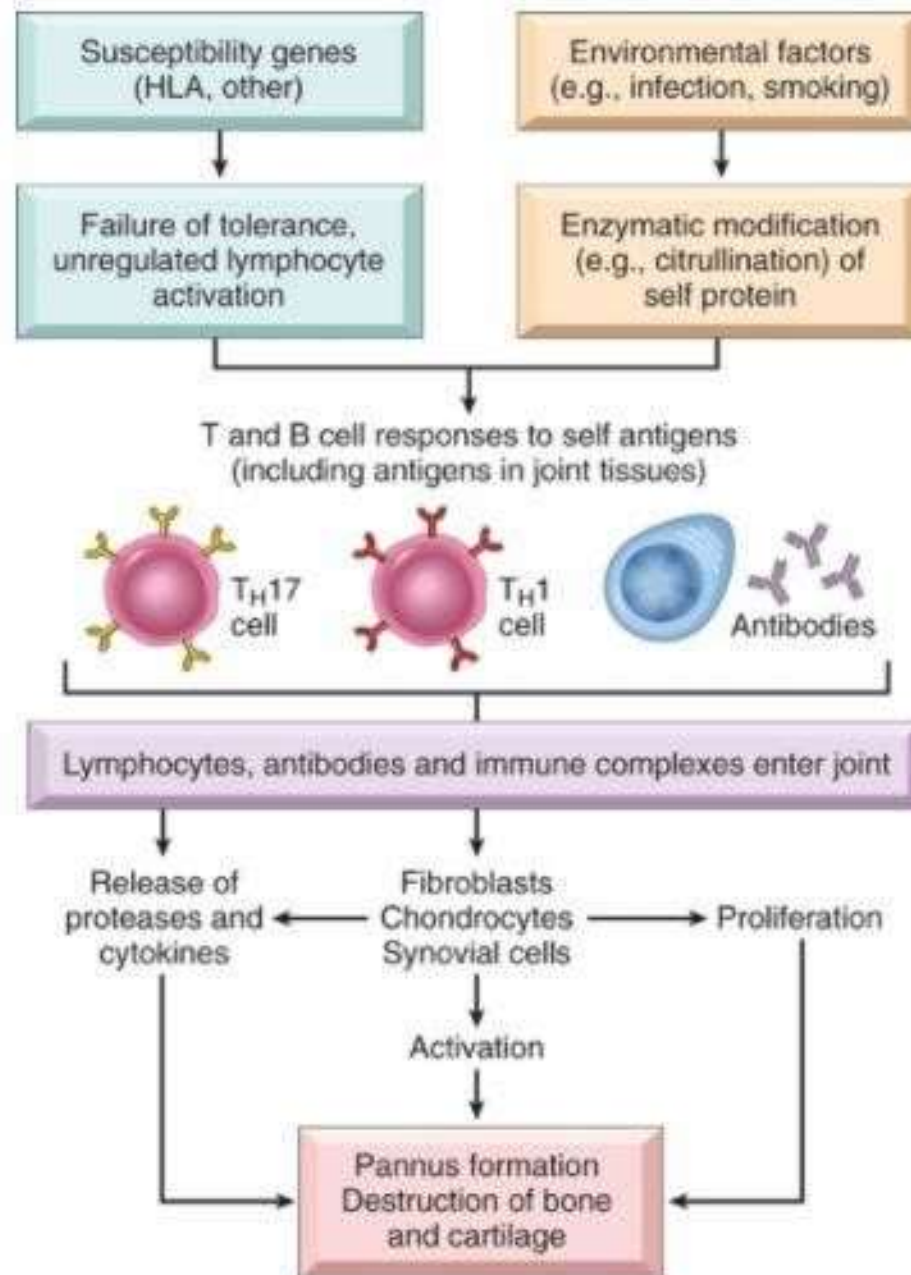 Susceptibility genes
(HLA, other)
Environmental factors
(e.g., infection, smoking)
Failure of tolerance,
unregulated lymphocyte
activation
Enzymatic modification
(e.g., citrullination) of
self protein
T and B cell responses to self antigens
(including antigens in joint tissues)
TH17
cell
TH1
cell
Antibodies
Lymphocytes, antibodies and immune complexes enter joint
Release of
proteases and
cytokines
Fibroblasts
Chondrocytes
Synovial cells
Proliferation
Activation
Pannus formation
Destruction of bone
and cartilage